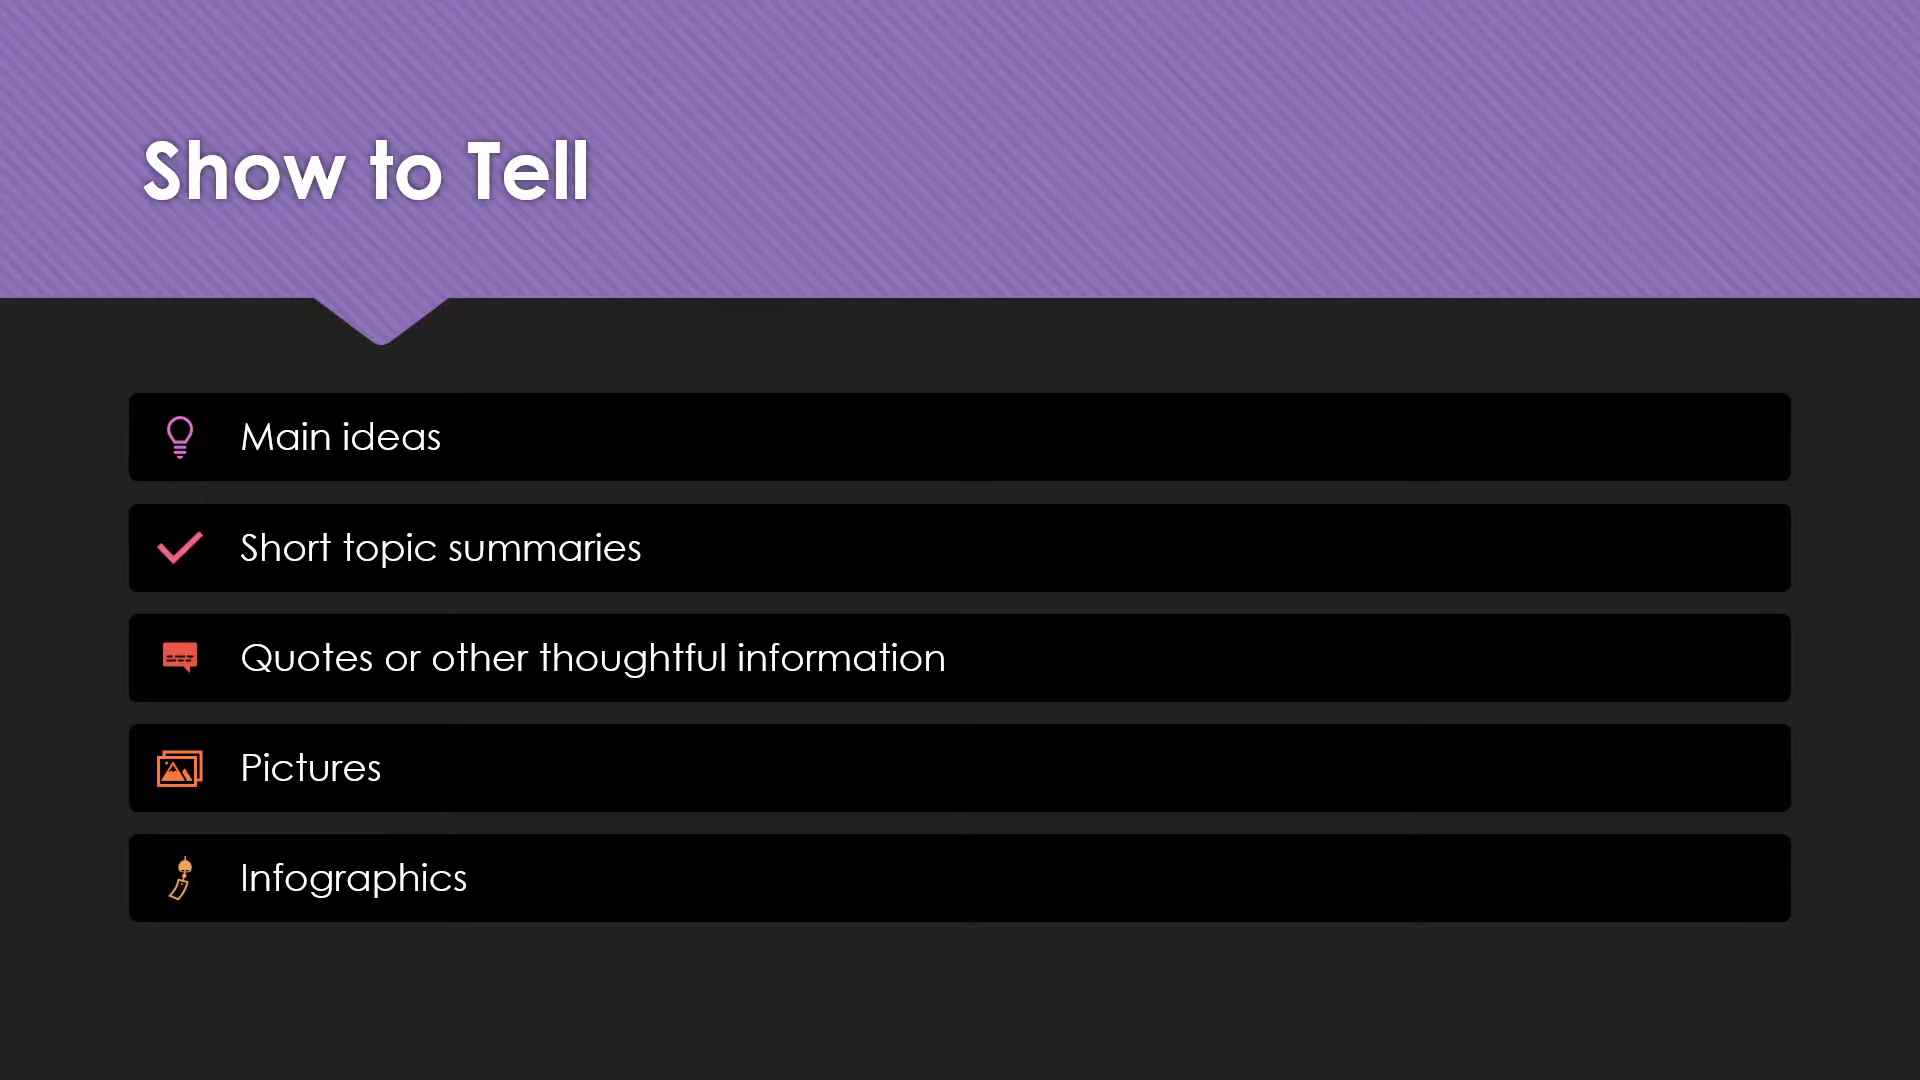 Show to Tell
Main ideas
Short topic summaries
Quotes or other thoughtful information
Pictures
Infographics